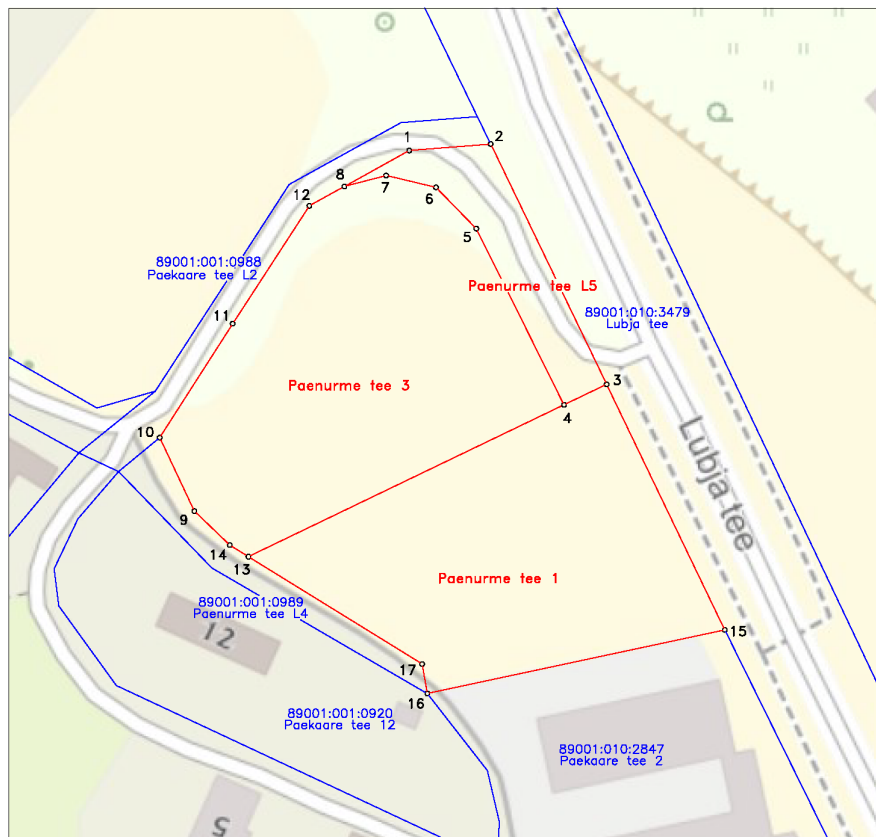 1
2
8
7
12
6
5
89001:001:0988
Paekaare tee L2
Paenurme tee L5
89001:010:3479
Lubja tee
11
Paenurme tee 3
3
4
10
Lubja tee
9
14
13
Paenurme tee 1
89001:001:0989
Paenurme tee L4
12
15
17
16
89001:001:0920
Paekaare tee 12
89001:010:2847
Paekaare tee 2
5